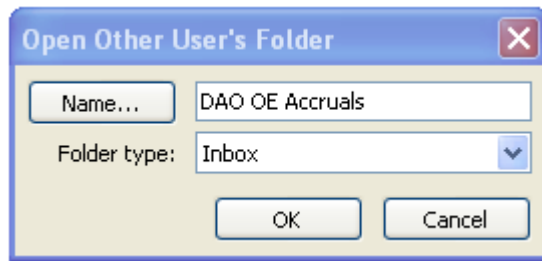 Open Other User's Folder
Name... DAO OE Accruals
Folder type: Inbox
OK Cancel